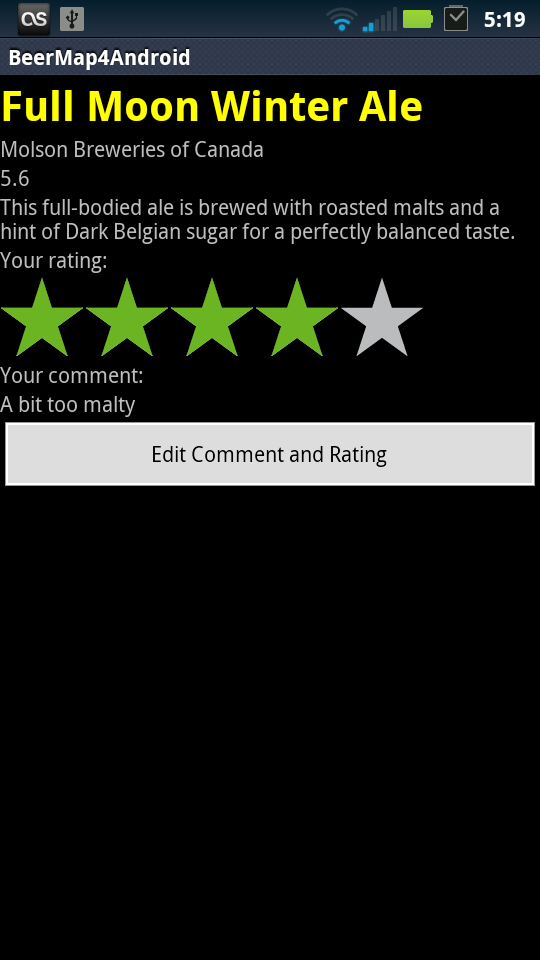 5:19
BeerMap4Android
Full Moon Winter Ale
Molson Breweries of Canada
5.6
This full-bodied ale is brewed with roasted malts and a
hint of Dark Belgian sugar for a perfectly balanced taste.
Your rating:
Your comment:
A bit too malty
Edit Comment and Rating